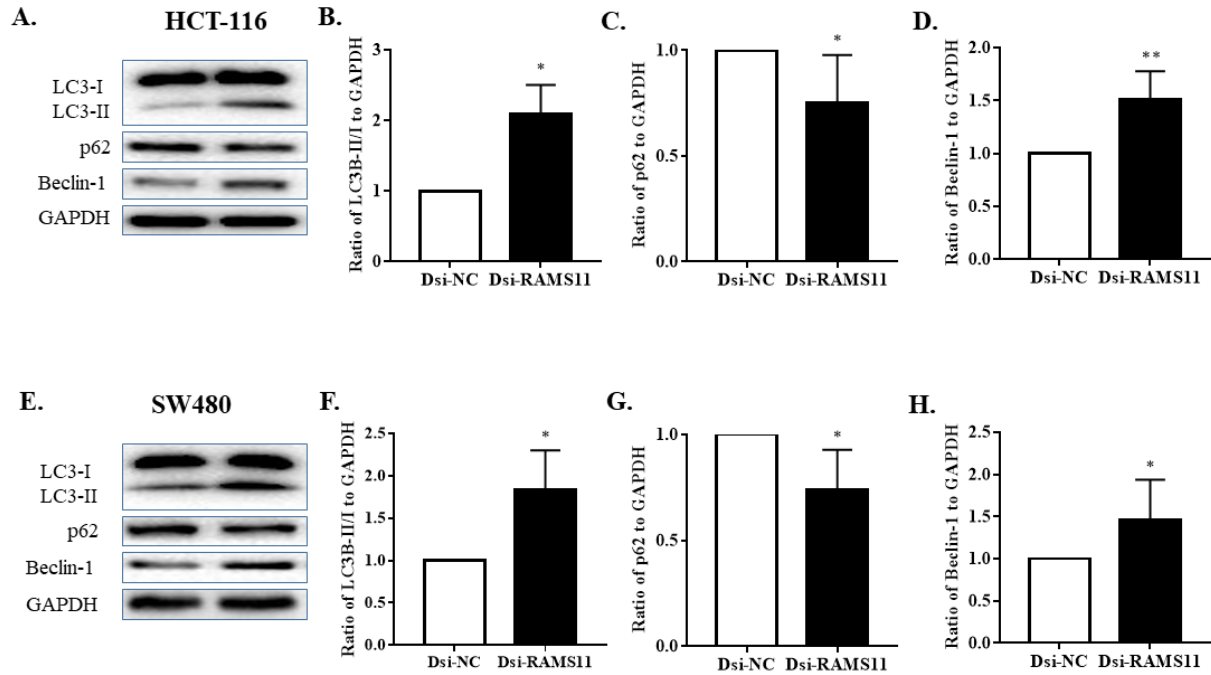 A.
HCT-116
LC3-I
LC3-II
p62
Beclin-1
GAPDH
B.
Ratio of LC3B-II/I to GAPDH
3
2
1
0
*
Dsi-NC Dsi-RAMS11
C.
Ratio of p62 to GAPDH
1.0
0.5
0.0
*
Dsi-NC Dsi-RAMS11
D.
Ratio of Beclin-1 to GAPDH
2.0
1.5
1.0
0.5
0.0
**
Dsi-NC Dsi-RAMS11
E.
SW480
LC3-I
LC3-II
p62
Beclin-1
GAPDH
F.
Ratio of LC3B-II/I to GAPDH
2.5
2.0
1.5
1.0
0.5
0.0
*
Dsi-NC Dsi-RAMS11
G.
Ratio of p62 to GAPDH
1.0
0.5
0.0
*
Dsi-NC Dsi-RAMS11
H.
Ratio of Beclin-1 to GAPDH
2.5
2.0
1.5
1.0
0.5
0.0
*
Dsi-NC Dsi-RAMS11